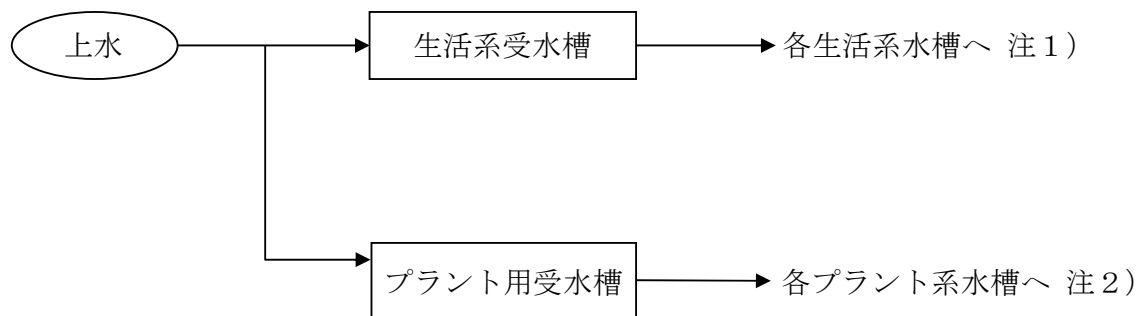 上水
生活系受水槽
各生活系水槽へ 注１）
プラント用受水槽
各プラント系水槽へ 注２）